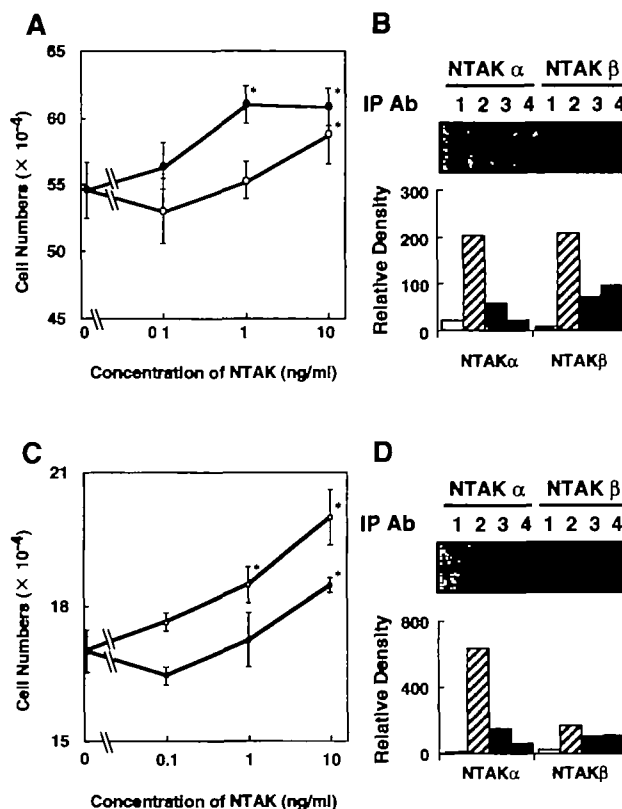 A
65
60
55
50
45
Cell Numbers (× 10⁻⁴)
*
*
*
0
0 1
1
10
Concentration of NTAK (ng/ml)
B
NTAK α NTAK β
IP Ab 1 2 3 4 1 2 3 4
300
200
100
0
Relative Density
NTAKα NTAKβ
C
21
18
15
Cell Numbers (× 10⁻⁴)
*
*
*
0
0.1
1
10
Concentration of NTAK (ng/ml)
D
NTAK α NTAK β
IP Ab 1 2 3 4 1 2 3 4
800
400
0
Relative Density
NTAKα NTAKβ